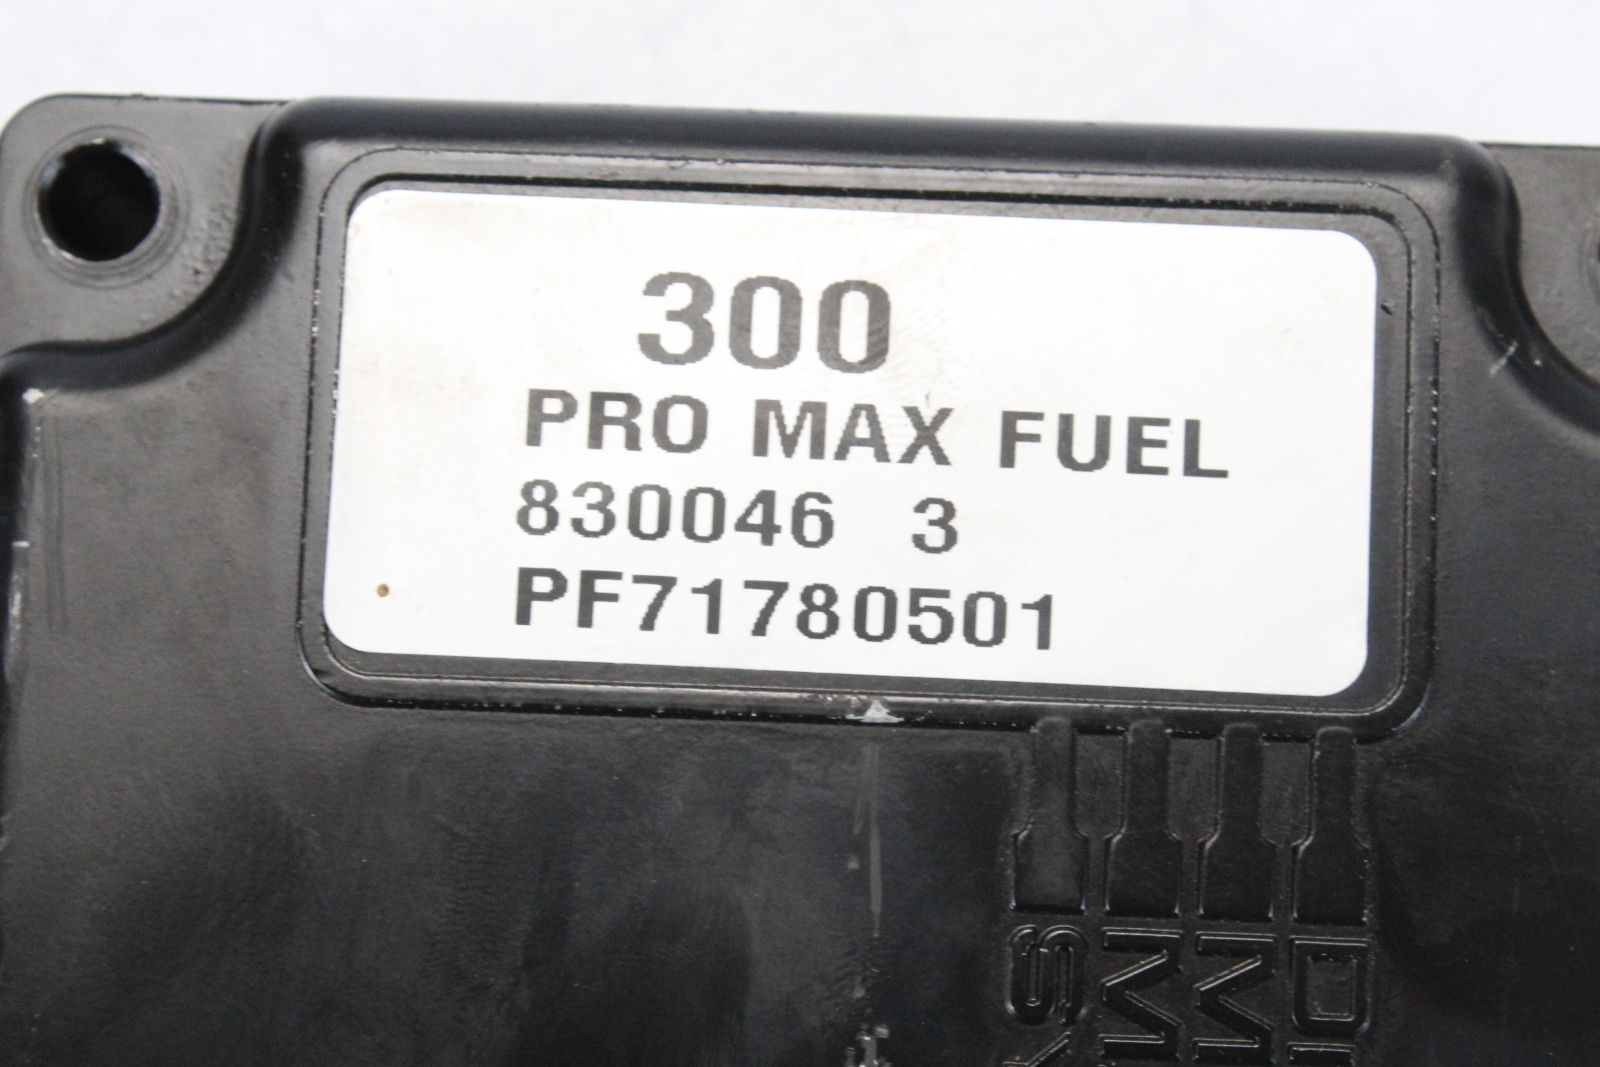 300
PRO MAX FUEL
830046 3
PF71780501